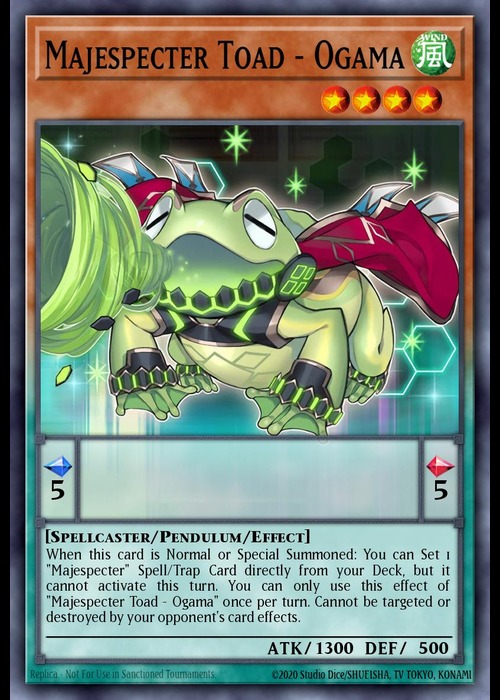 Majespecter Toad - Ogama
WIND
風
5
5
[Spellcaster/Pendulum/Effect]
When this card is Normal or Special Summoned: You can Set 1
"Majespecter" Spell/Trap Card directly from your Deck, but it
cannot activate this turn. You can only use this effect of
"Majespecter Toad - Ogama" once per turn. Cannot be targeted or
destroyed by your opponent's card effects.
ATK/ 1300 DEF/ 500
Replica - Not For Use in Sanctioned Tournaments.
©2020 Studio Dice/SHUEISHA, TV TOKYO, KONAMI